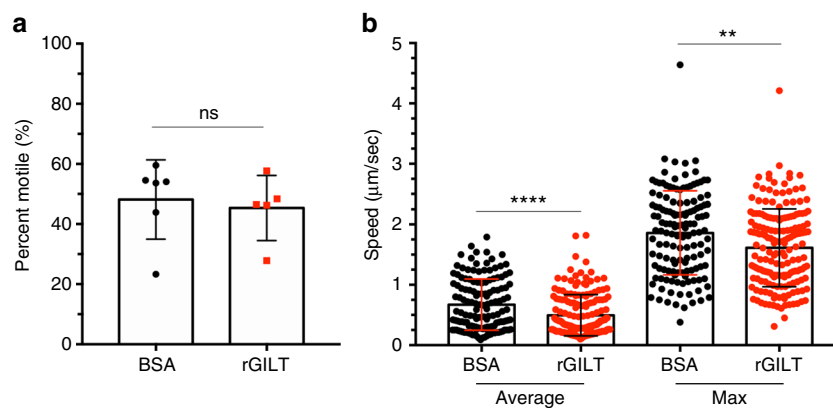 a
Percent motile (%)
100
80
60
40
20
0
ns
BSA
rGILT
b
Speed (μm/sec)
5
4
3
2
1
0
****
**
BSA
rGILT
BSA
rGILT
Average
Max